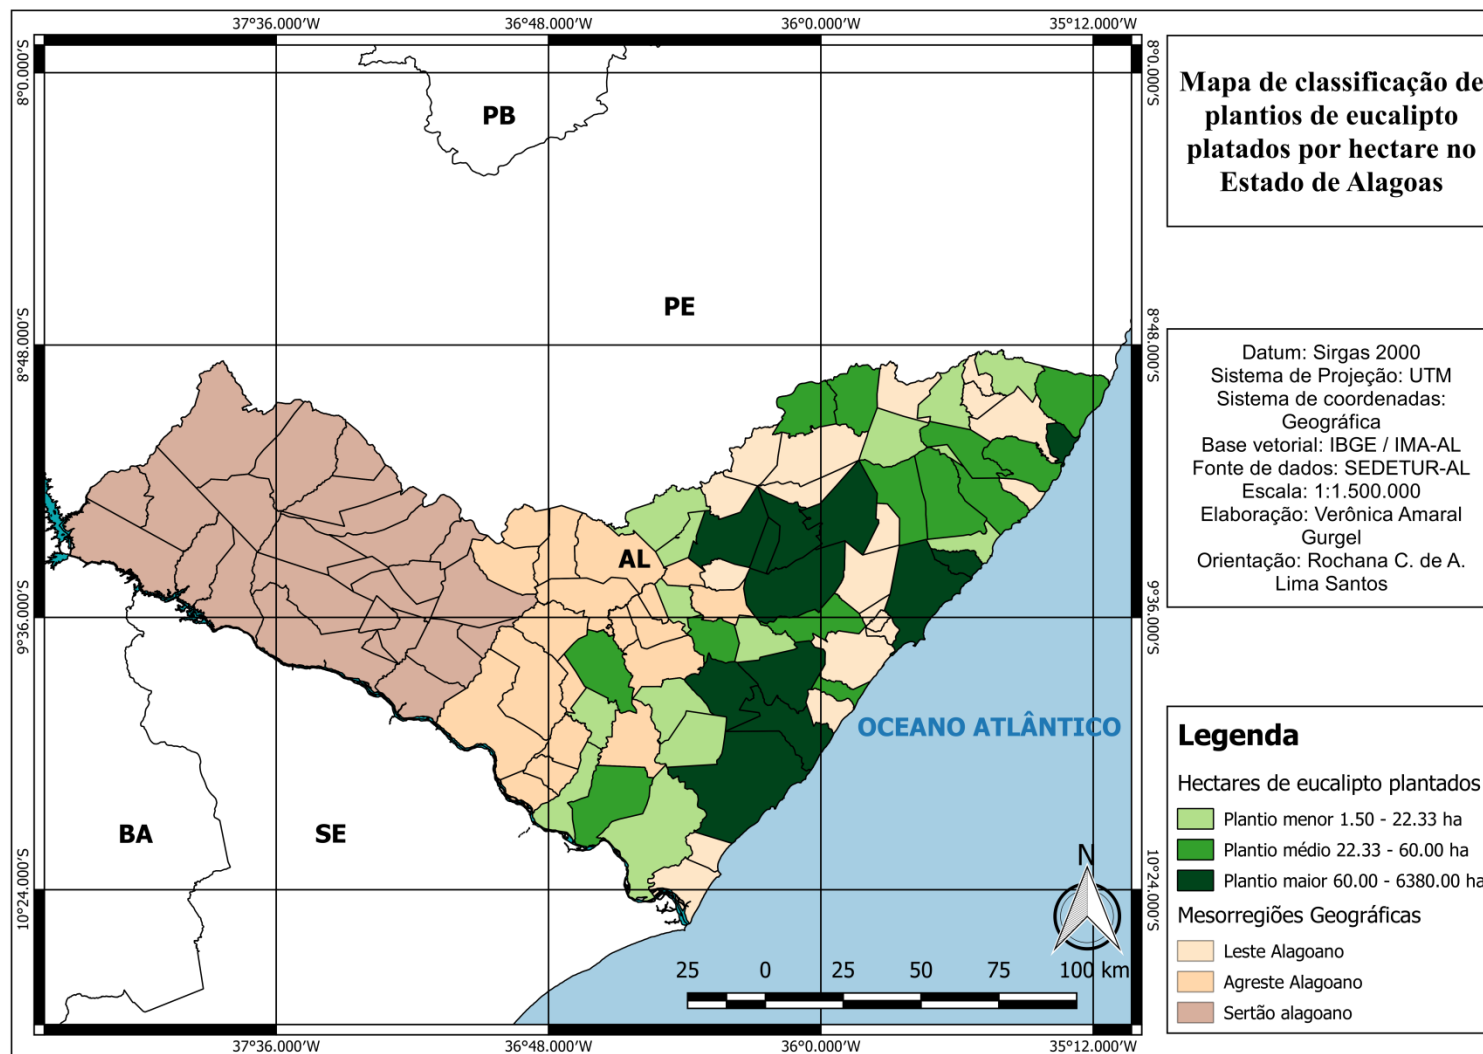 37°36.000'W
36°48.000'W
36°0.000'W
35°12.000'W
8°0.000'S
8°0.000'S
8°48.000'S
8°48.000'S
9°36.000'S
9°36.000'S
10°24.000'S
10°24.000'S
PB
PE
AL
BA
SE
OCEANO ATLÂNTICO
N
25 0 25 50 75 100 km
37°36.000'W
36°48.000'W
36°0.000'W
35°12.000'W
Mapa de classificação de
plantios de eucalipto
platados por hectare no
Estado de Alagoas
Datum: Sirgas 2000
Sistema de Projeção: UTM
Sistema de coordenadas:
Geográfica
Base vetorial: IBGE / IMA-AL
Fonte de dados: SEDETUR-AL
Escala: 1:1.500.000
Elaboração: Verônica Amaral
Gurgel
Orientação: Rochana C. de A.
Lima Santos
Legenda
Hectares de eucalipto plantados
Plantio menor 1.50 - 22.33 ha
Plantio médio 22.33 - 60.00 ha
Plantio maior 60.00 - 6380.00 ha
Mesorregiões Geográficas
Leste Alagoano
Agreste Alagoano
Sertão alagoano